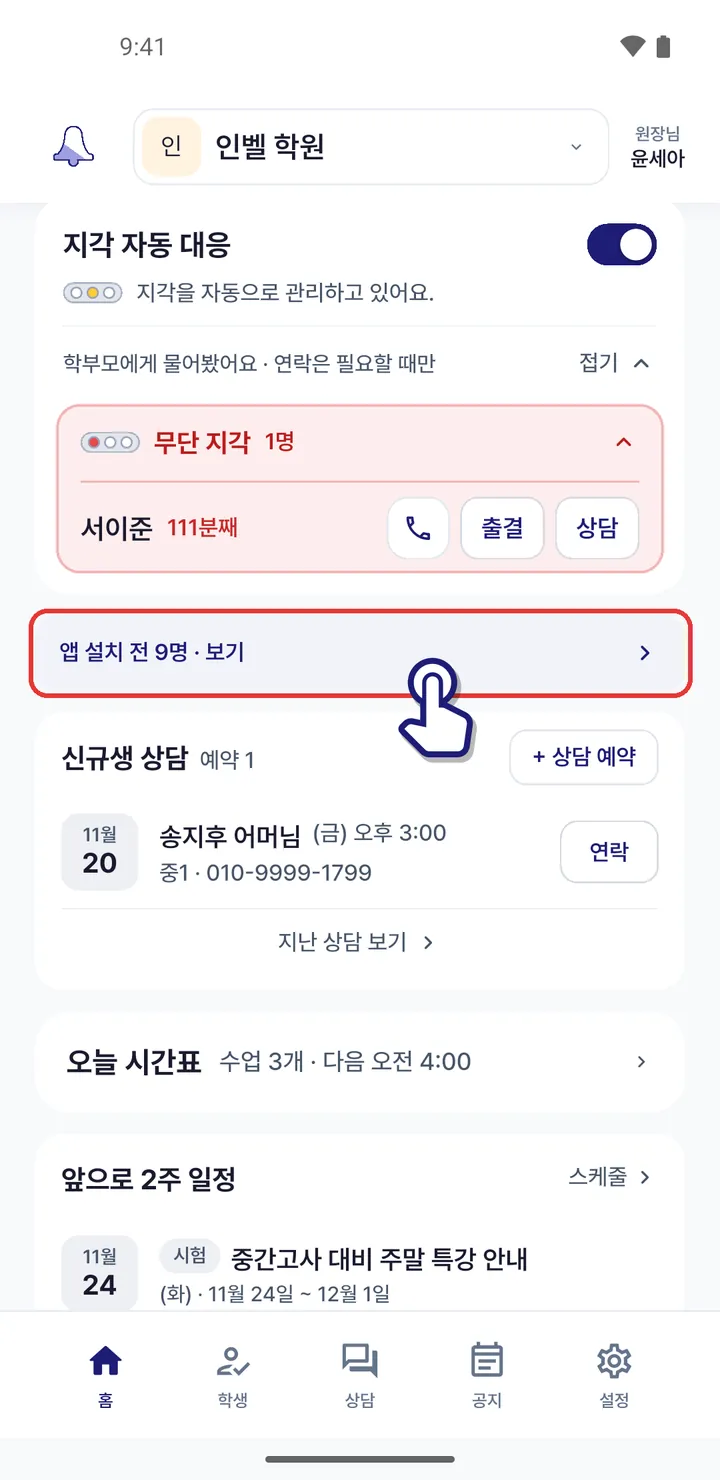 9:41
인 인벨 학원
원장님
윤세아
지각 자동 대응
지각을 자동으로 관리하고 있어요.
학부모에게 물어봤어요 · 연락은 필요할 때만 접기
무단 지각 1명
서이준 111분째 출결 상담
앱 설치 전 9명 · 보기
신규생 상담 예약 1 + 상담 예약
11월
20
송지후 어머님 (금) 오후 3:00
중1 · 010-9999-1799
연락
지난 상담 보기
오늘 시간표 수업 3개 · 다음 오전 4:00
앞으로 2주 일정 스케줄
11월
24
시험 중간고사 대비 주말 특강 안내
(화) · 11월 24일 ~ 12월 1일
홈 학생 상담 공지 설정